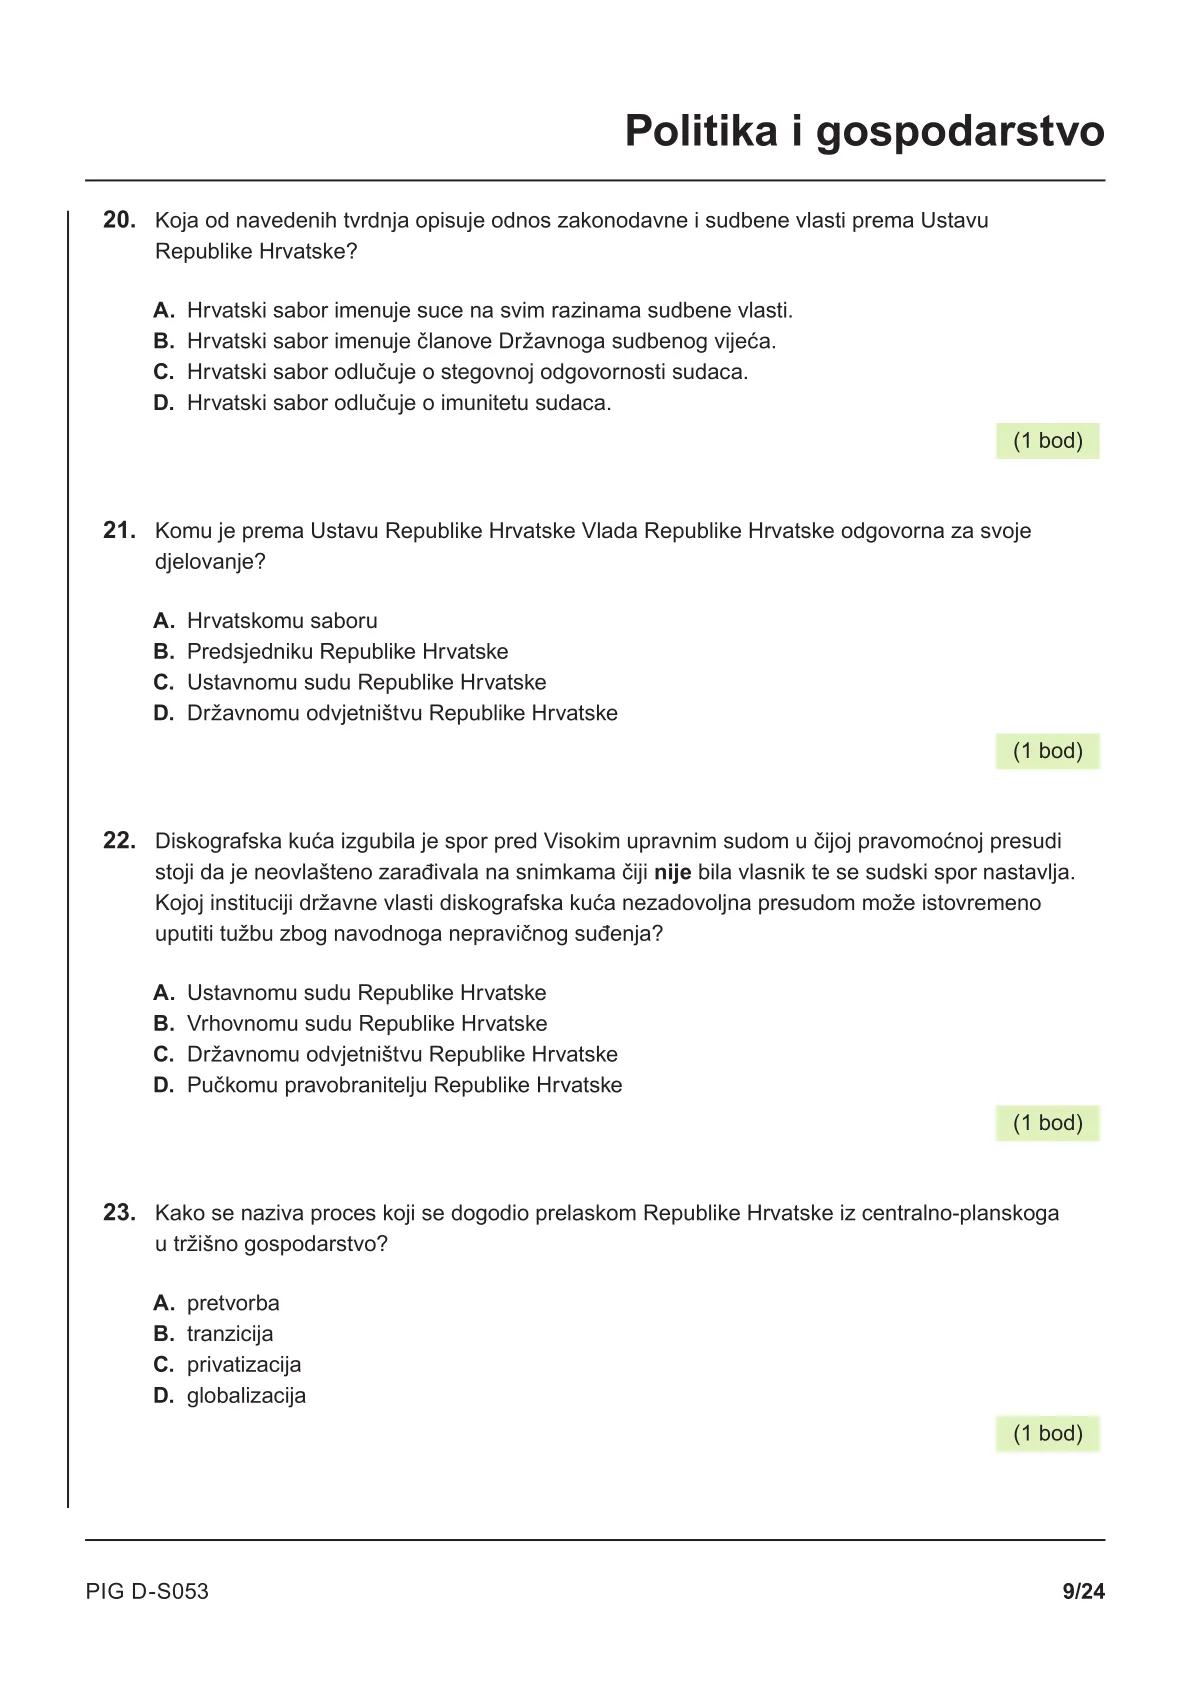 Politika i gospodarstvo
20. Koja od navedenih tvrdnja opisuje odnos zakonodavne i sudbene vlasti prema Ustavu
Republike Hrvatske?
A. Hrvatski sabor imenuje suce na svim razinama sudbene vlasti.
B. Hrvatski sabor imenuje članove Državnoga sudbenog vijeća.
C. Hrvatski sabor odlučuje o stegovnoj odgovornosti sudaca.
D. Hrvatski sabor odlučuje o imunitetu sudaca.
(1 bod)
21. Komu je prema Ustavu Republike Hrvatske Vlada Republike Hrvatske odgovorna za svoje
djelovanje?
A. Hrvatskomu saboru
B. Predsjedniku Republike Hrvatske
C. Ustavnomu sudu Republike Hrvatske
D. Državnomu odvjetništvu Republike Hrvatske
(1 bod)
22. Diskografska kuća izgubila je spor pred Visokim upravnim sudom u čijoj pravomoćnoj presudi
stoji da je neovlašteno zarađivala na snimkama čiji nije bila vlasnik te se sudski spor nastavlja.
Kojoj instituciji državne vlasti diskografska kuća nezadovoljna presudom može istovremeno
uputiti tužbu zbog navodnoga nepravičnog suđenja?
A. Ustavnomu sudu Republike Hrvatske
B. Vrhovnomu sudu Republike Hrvatske
C. Državnomu odvjetništvu Republike Hrvatske
D. Pučkomu pravobranitelju Republike Hrvatske
(1 bod)
23. Kako se naziva proces koji se dogodio prelaskom Republike Hrvatske iz centralno-planskoga
u tržišno gospodarstvo?
A. pretvorba
B. tranzicija
C. privatizacija
D. globalizacija
(1 bod)
PIG D-S053
9/24